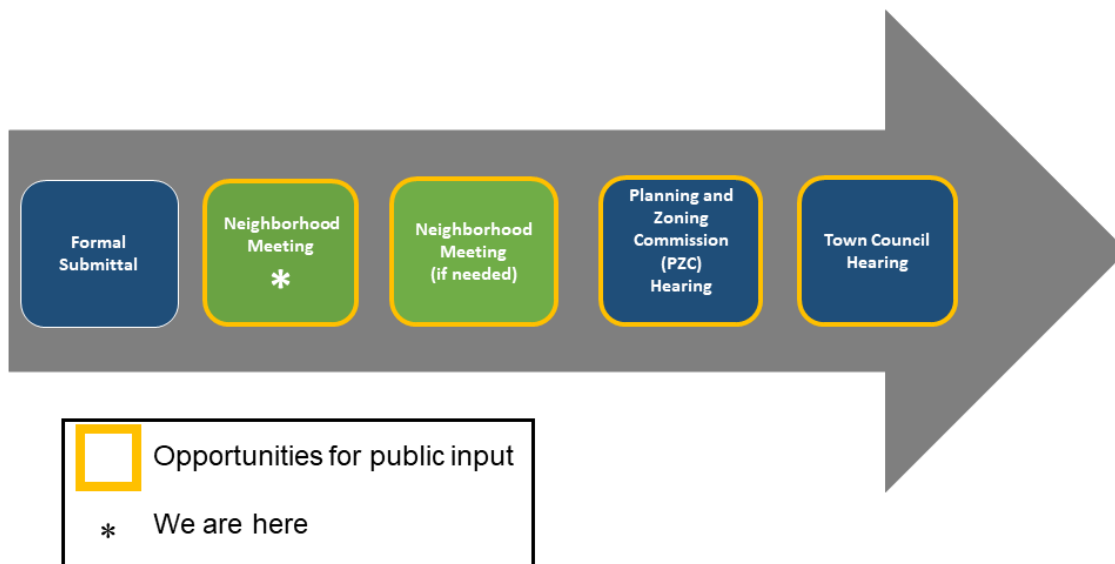 Formal
Submittal
Neighborhood
Meeting
*
Neighborhood
Meeting
(if needed)
Planning and
Zoning
Commission
(PZC)
Hearing
Town Council
Hearing
Opportunities for public input
* We are here